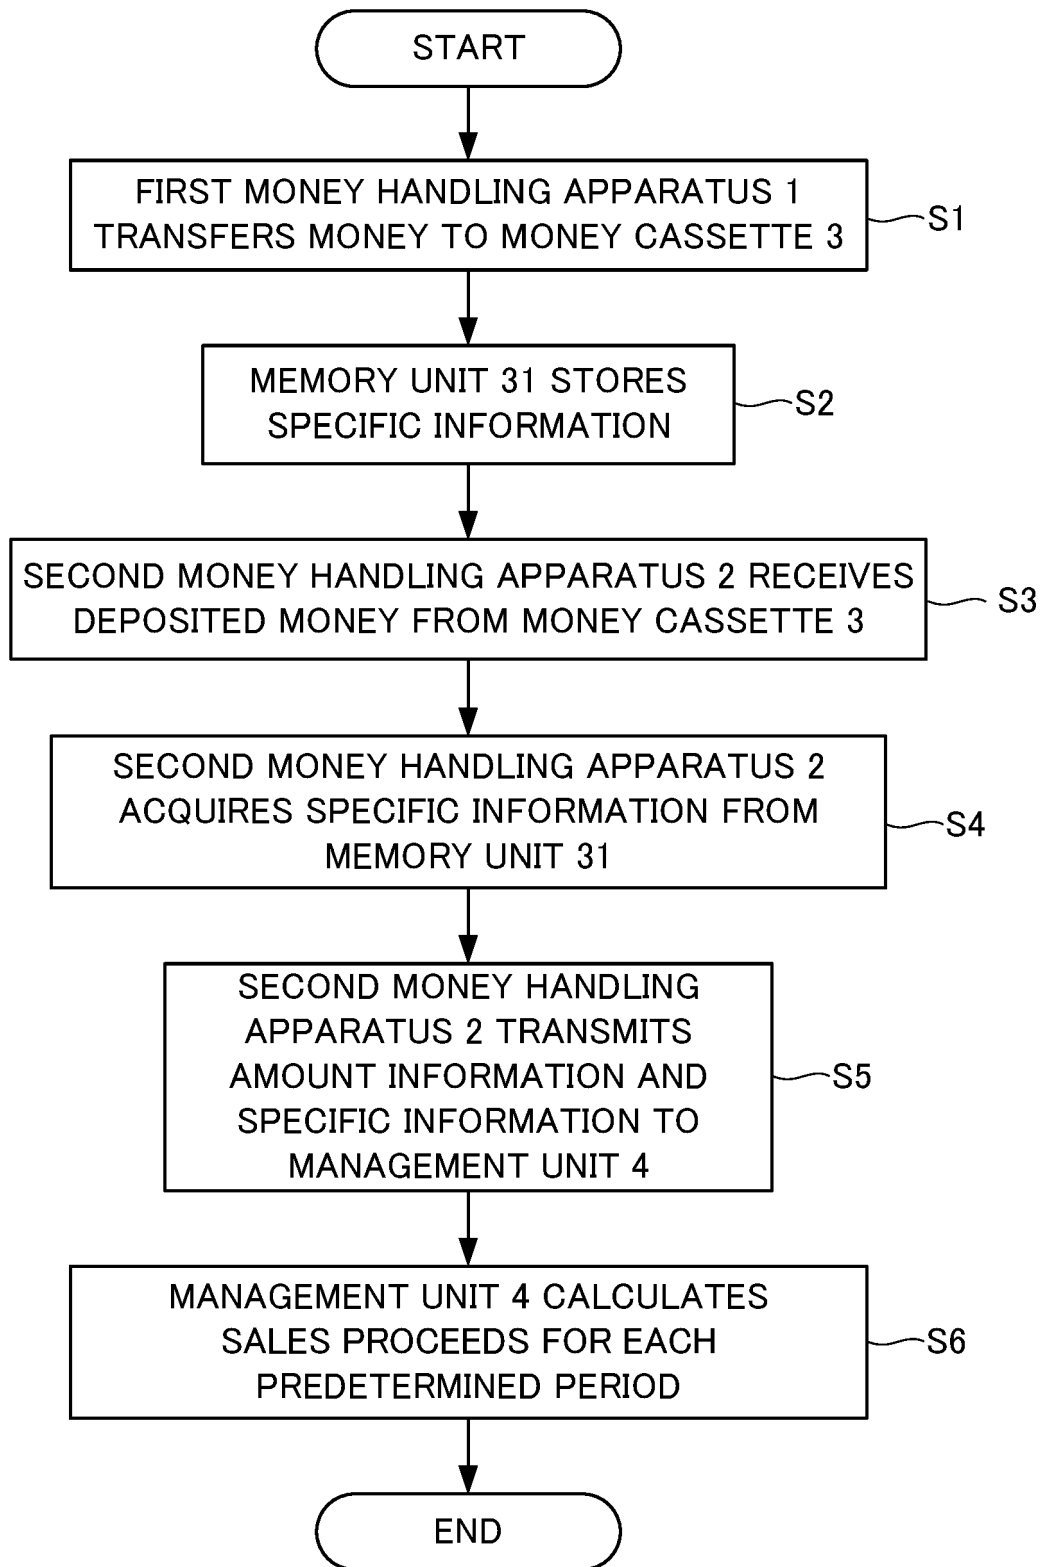 START
FIRST MONEY HANDLING APPARATUS 1
TRANSFERS MONEY TO MONEY CASSETTE 3
S1
MEMORY UNIT 31 STORES
SPECIFIC INFORMATION
S2
SECOND MONEY HANDLING APPARATUS 2 RECEIVES
DEPOSITED MONEY FROM MONEY CASSETTE 3
S3
SECOND MONEY HANDLING APPARATUS 2
ACQUIRES SPECIFIC INFORMATION FROM
MEMORY UNIT 31
S4
SECOND MONEY HANDLING
APPARATUS 2 TRANSMITS
AMOUNT INFORMATION AND
SPECIFIC INFORMATION TO
MANAGEMENT UNIT 4
S5
MANAGEMENT UNIT 4 CALCULATES
SALES PROCEEDS FOR EACH
PREDETERMINED PERIOD
S6
END